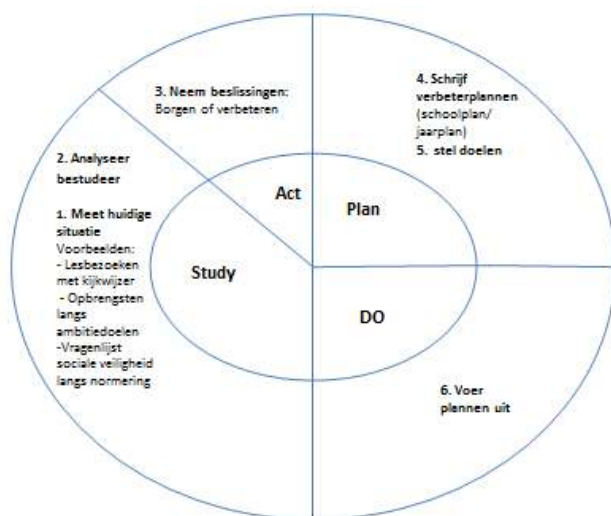 3. Neem beslissingen:
Borgen of verbeteren
4. Schrijf
verbeterplannen
(schoolplan/
jaarplan)
5. stel doelen
2. Analyseer
bestudeer
1. Meet huidige
situatie
Voorbeelden:
- Lesbezoeken
met kijkwijzer
- Opbrengsten
langs
ambitiedoelen
-Vragenlijst
sociale veiligheid
langs normering
Act
Plan
Study
DO
6. Voer
plannen uit